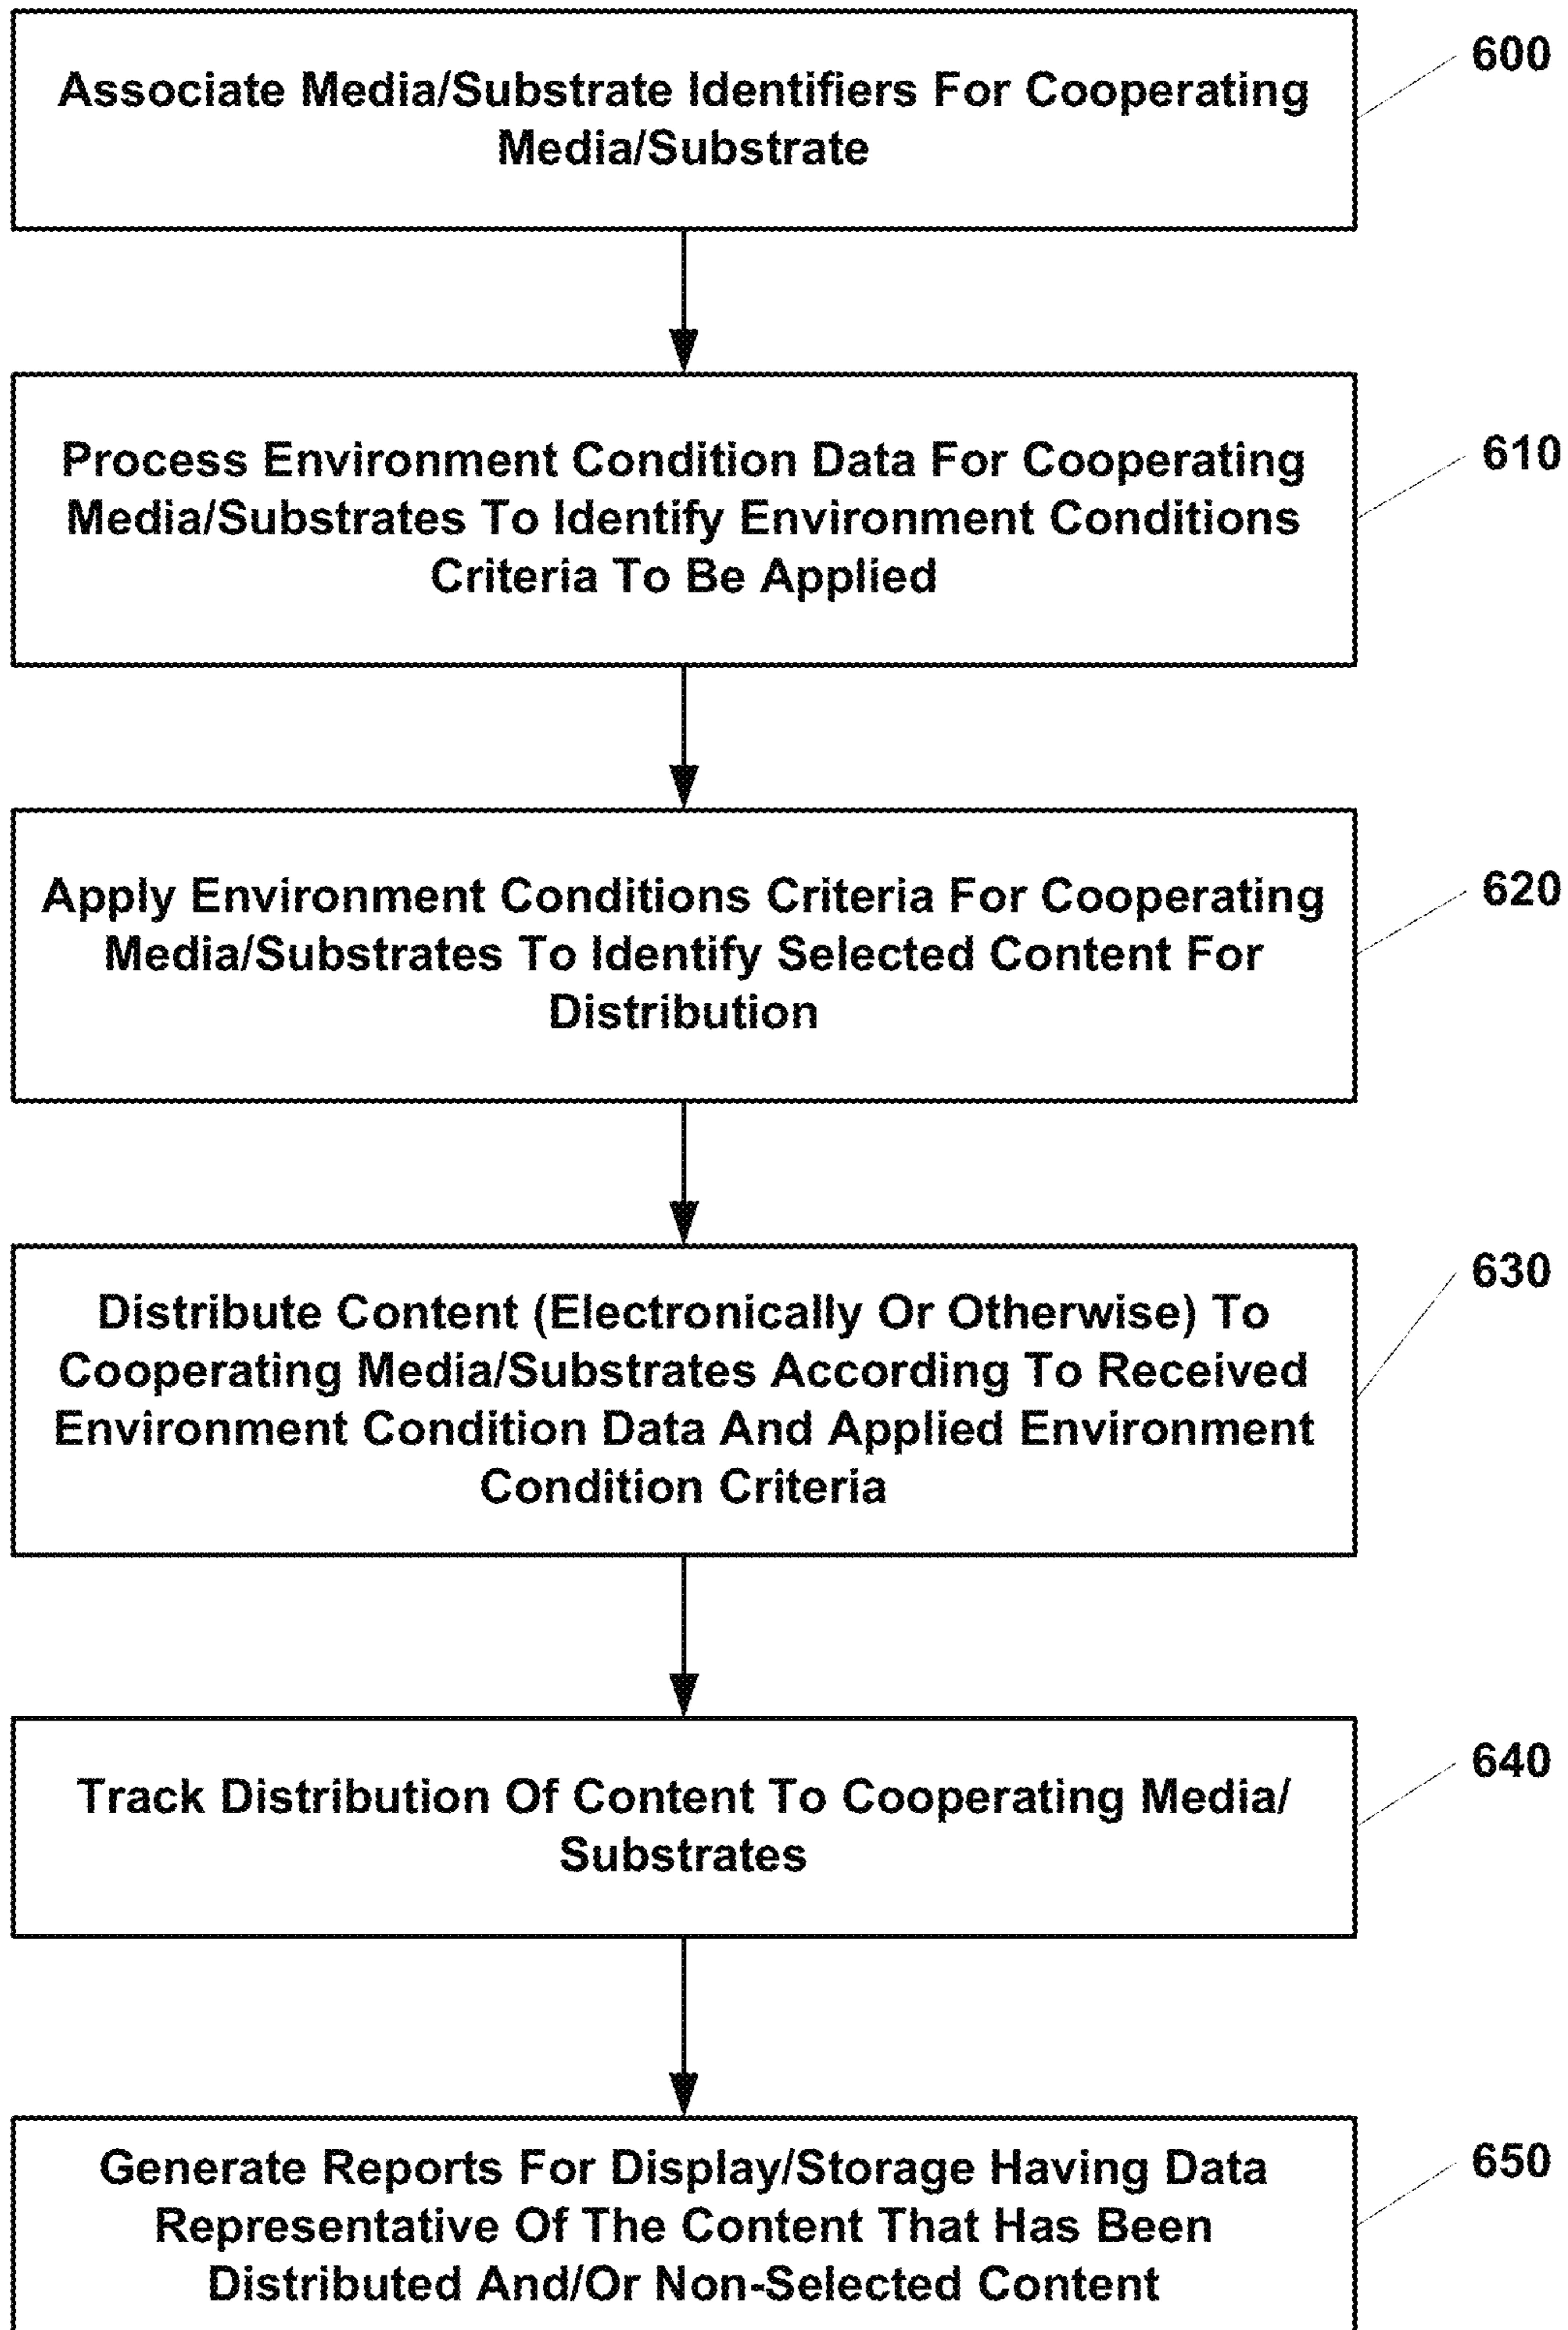 Associate Media/Substrate Identifiers For Cooperating
Media/Substrate
600
Process Environment Condition Data For Cooperating
Media/Substrates To Identify Environment Conditions
Criteria To Be Applied
610
Apply Environment Conditions Criteria For Cooperating
Media/Substrates To Identify Selected Content For
Distribution
620
Distribute Content (Electronically Or Otherwise) To
Cooperating Media/Substrates According To Received
Environment Condition Data And Applied Environment
Condition Criteria
630
Track Distribution Of Content To Cooperating Media/
Substrates
640
Generate Reports For Display/Storage Having Data
Representative Of The Content That Has Been
Distributed And/Or Non-Selected Content
650